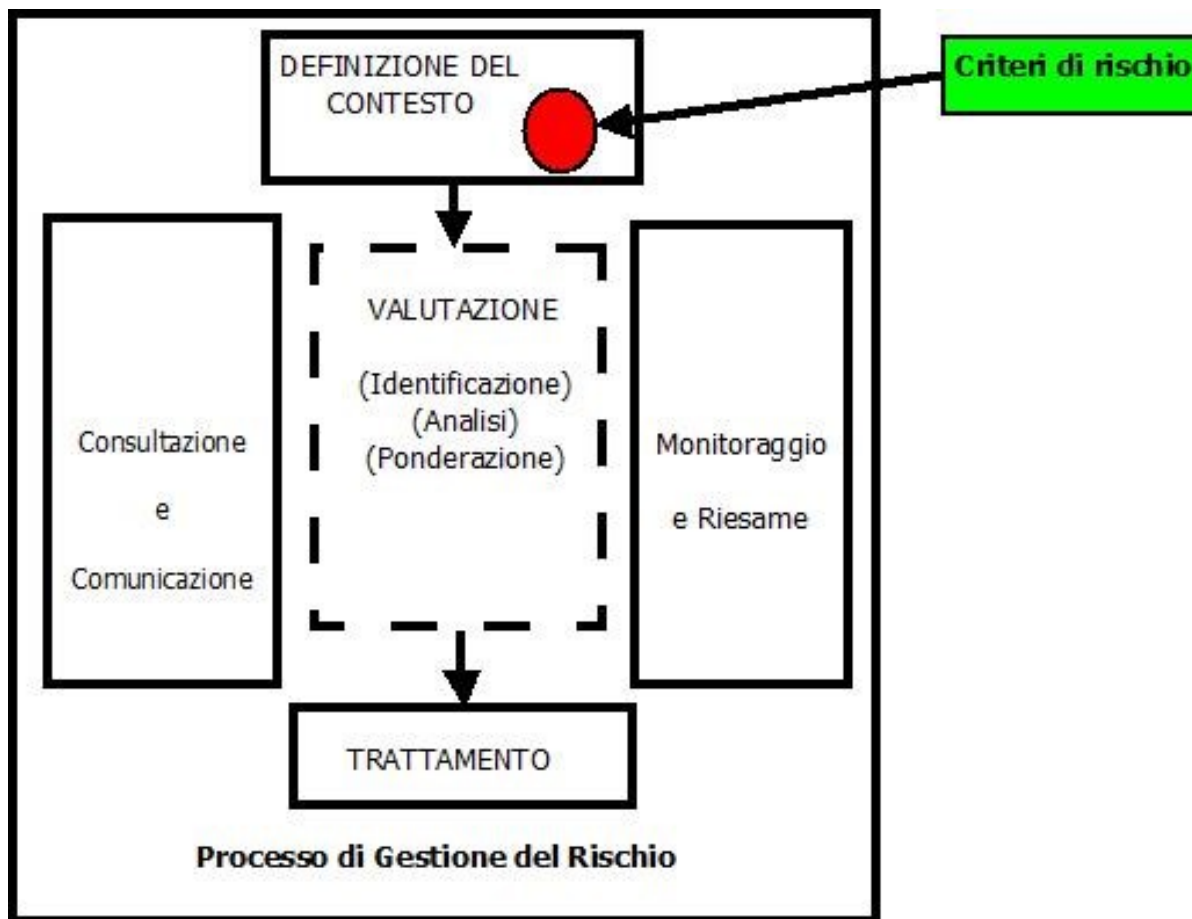 DEFINIZIONE DEL
CONTESTO
Criteri di rischio
VALUTAZIONE
(Identificazione)
(Analisi)
(Ponderazione)
Consultazione
e
Comunicazione
Monitoraggio
e Riesame
TRATTAMENTO
Processo di Gestione del Rischio